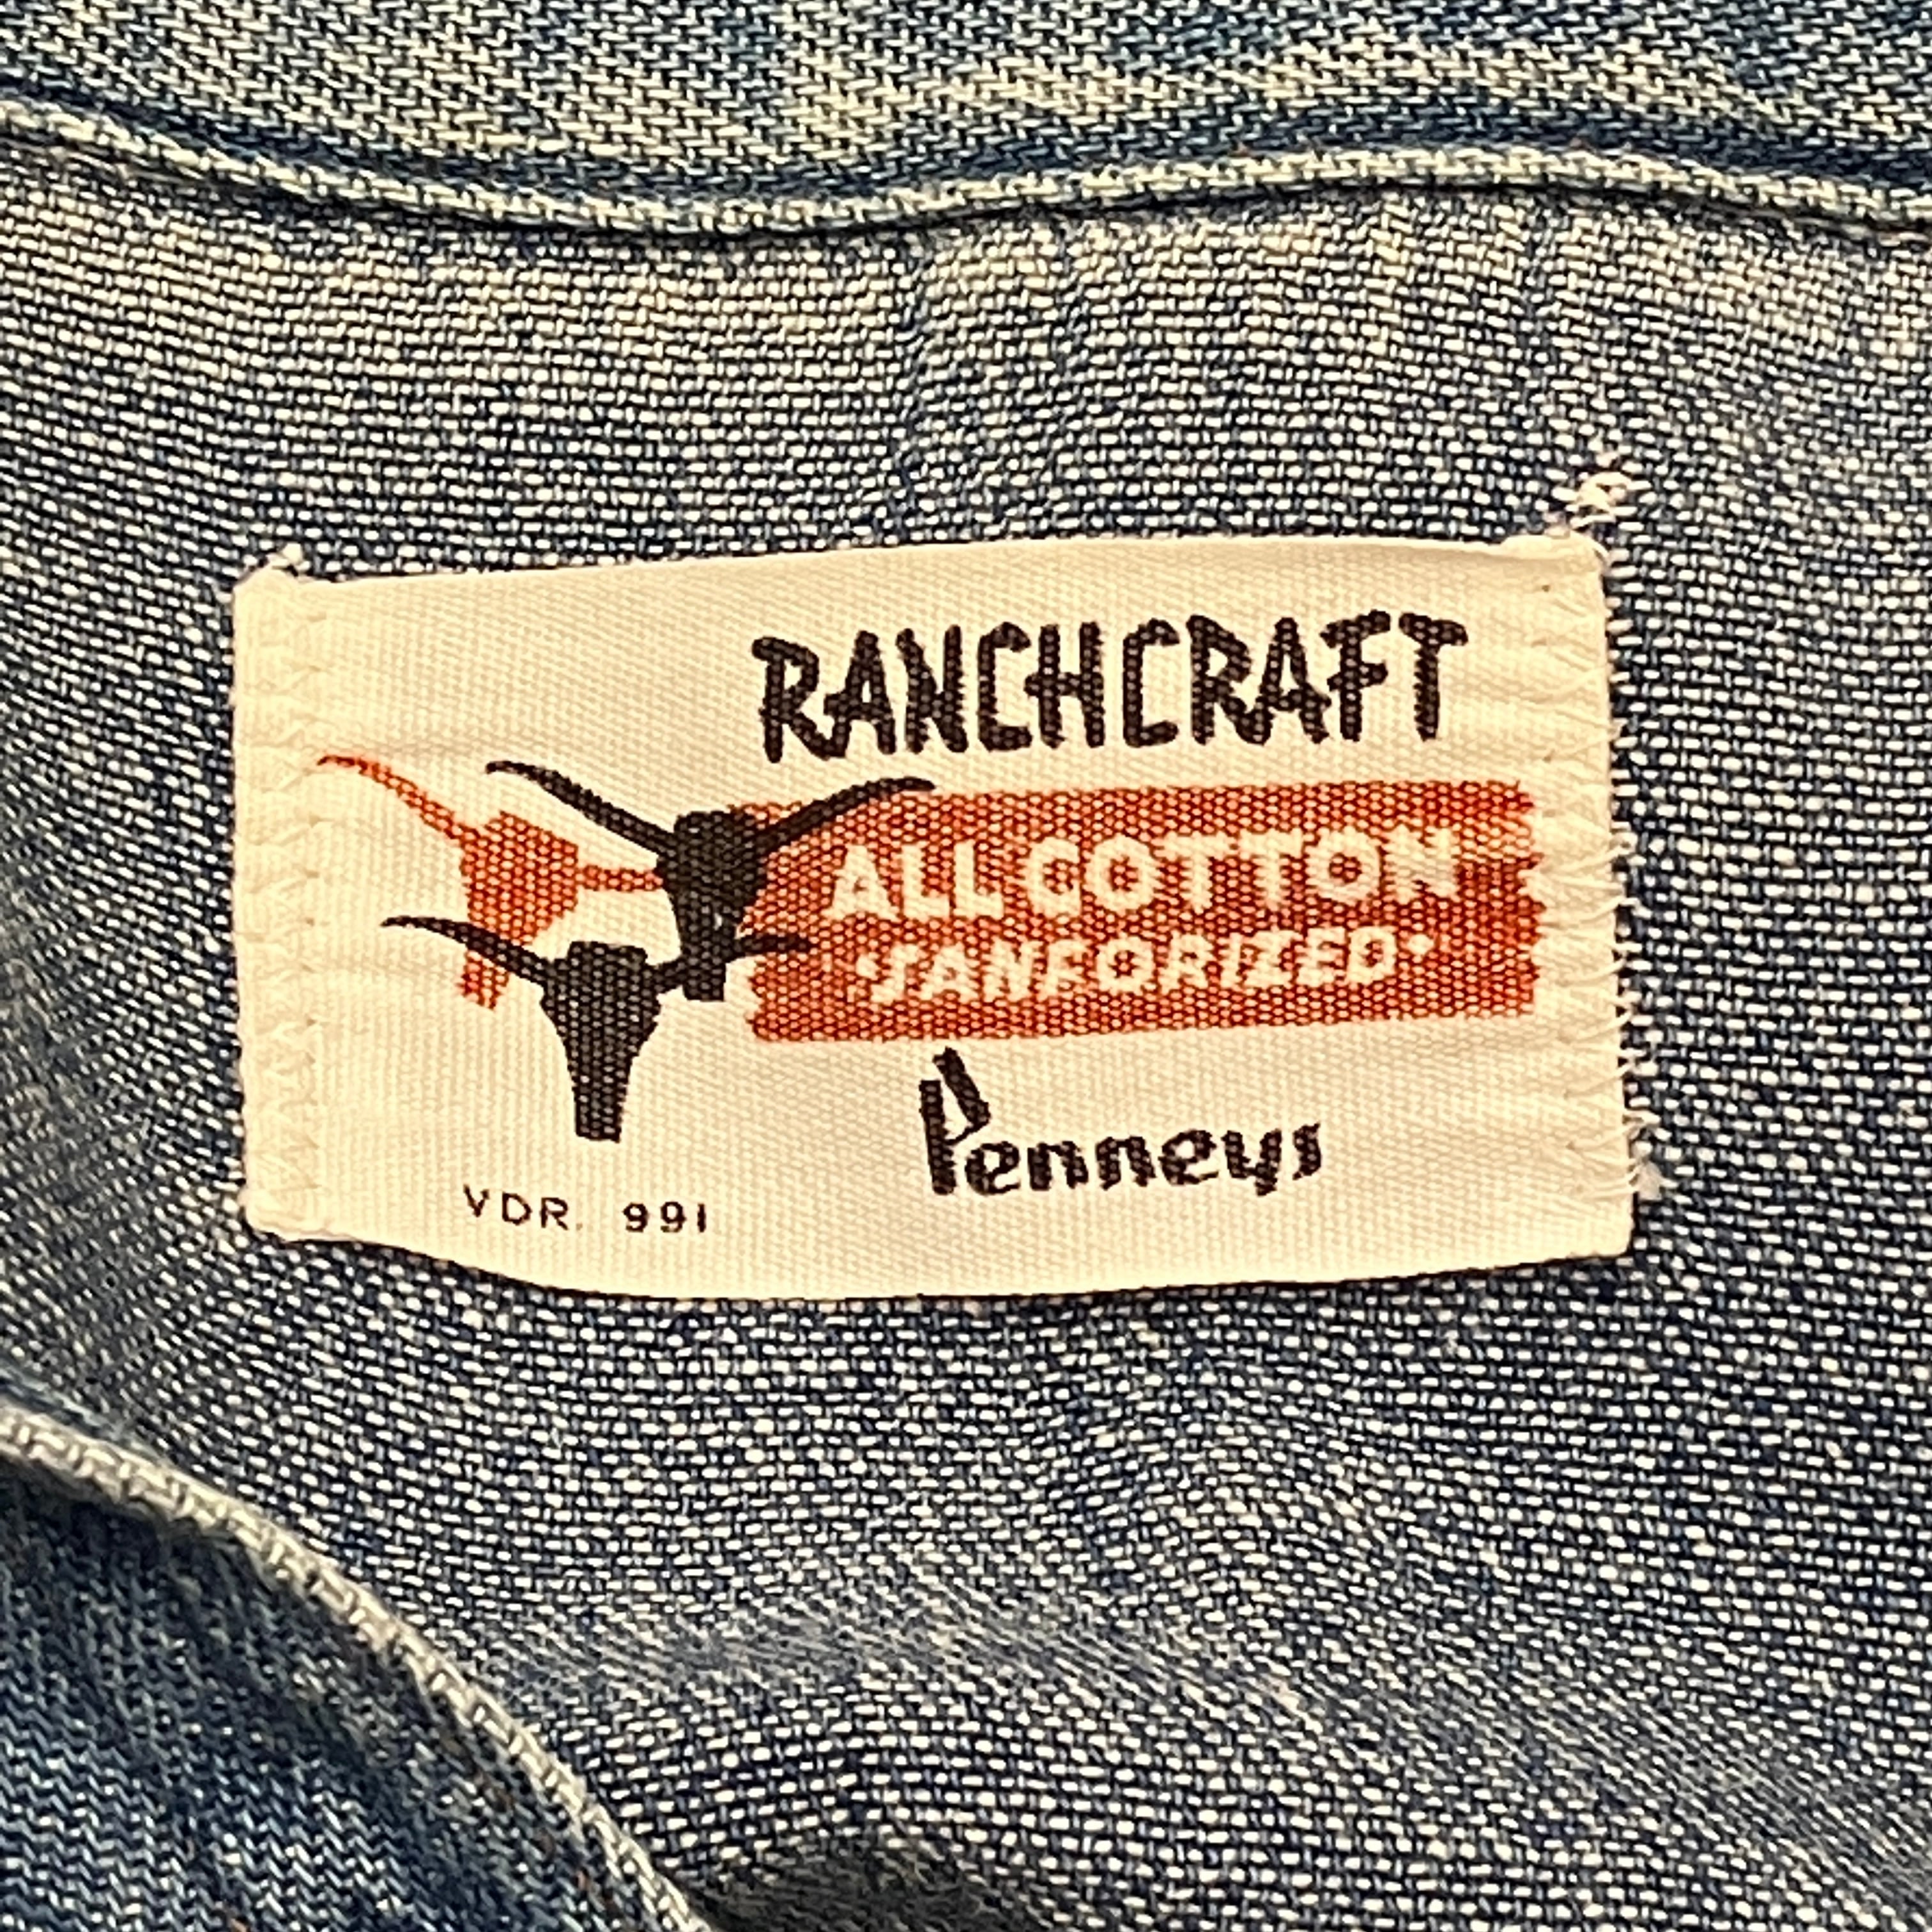 RANCHCRAFT
ALL COTTON
"SANFORIZED"
Penneys
VDR. 991